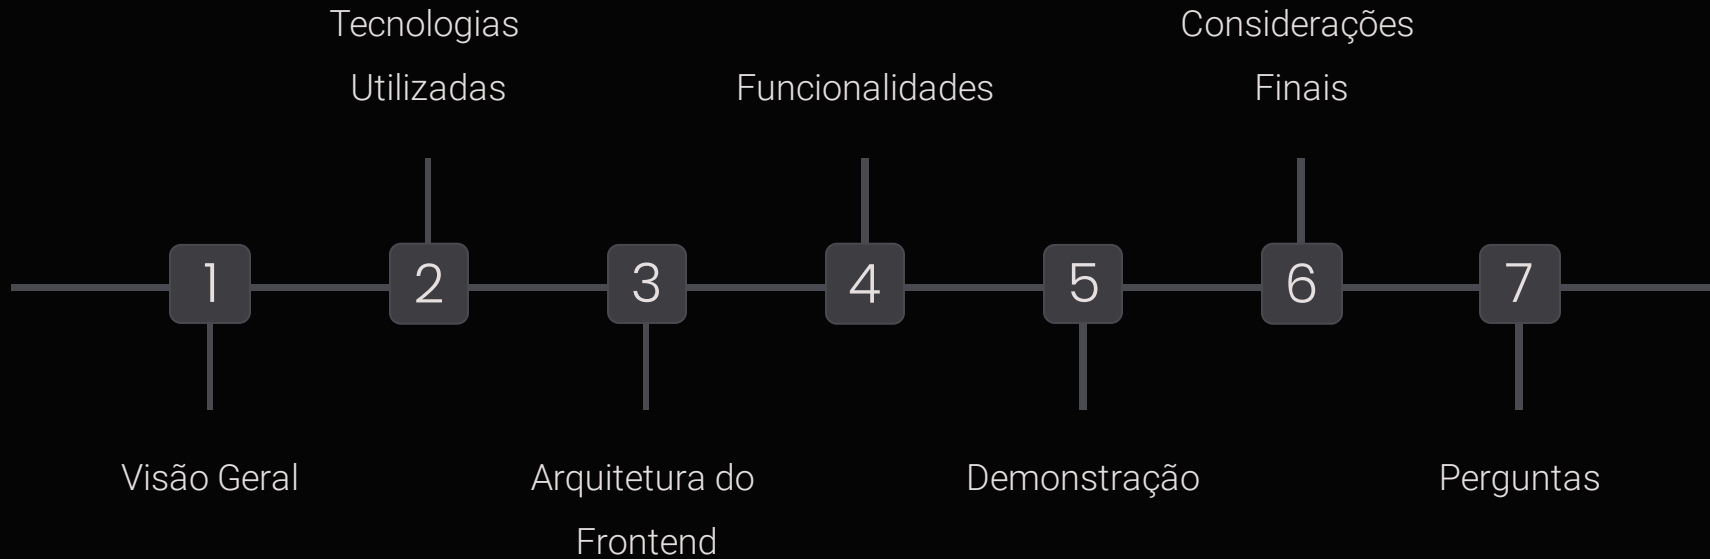 Tecnologias
Utilizadas
Funcionalidades
Considerações
Finais
1
2
3
4
5
6
7
Visão Geral
Arquitetura do
Frontend
Demonstração
Perguntas